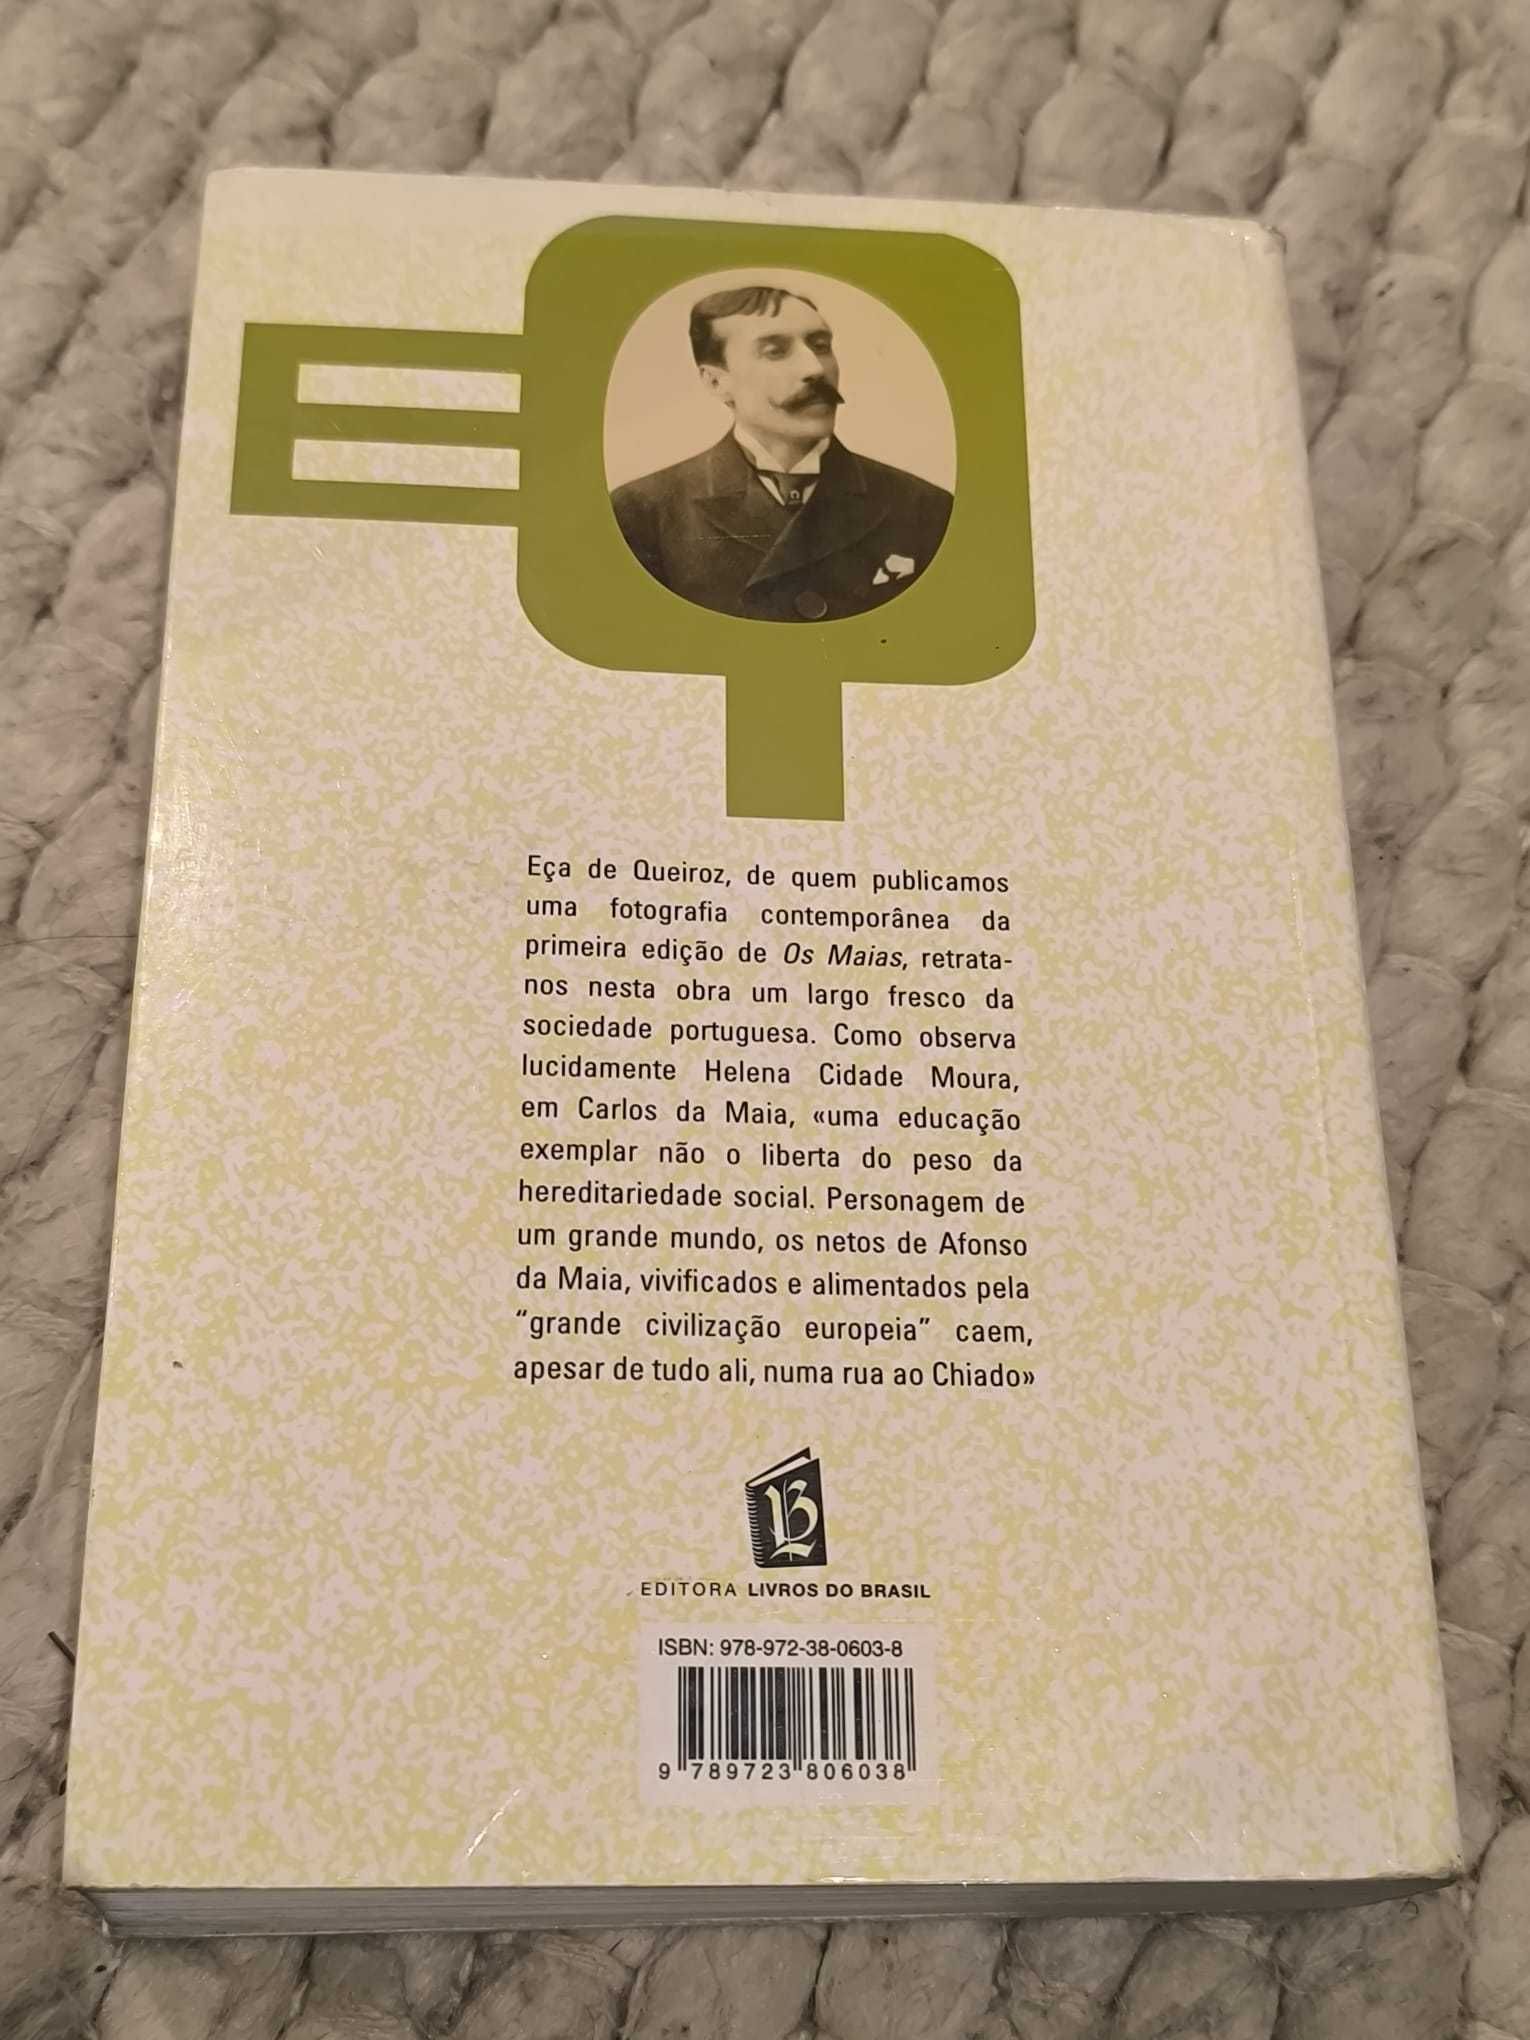 EQ
Eça de Queiroz, de quem publicamos
uma fotografia contemporânea da
primeira edição de Os Maias, retrata-
nos nesta obra um largo fresco da
sociedade portuguesa. Como observa
lucidamente Helena Cidade Moura,
em Carlos da Maia, «uma educação
exemplar não o liberta do peso da
hereditariedade social. Personagem de
um grande mundo, os netos de Afonso
da Maia, vivificados e alimentados pela
“grande civilização europeia” caem,
apesar de tudo ali, numa rua ao Chiado»
LB
EDITORA LIVROS DO BRASIL
ISBN: 978-972-38-0603-8
9 789723 806038